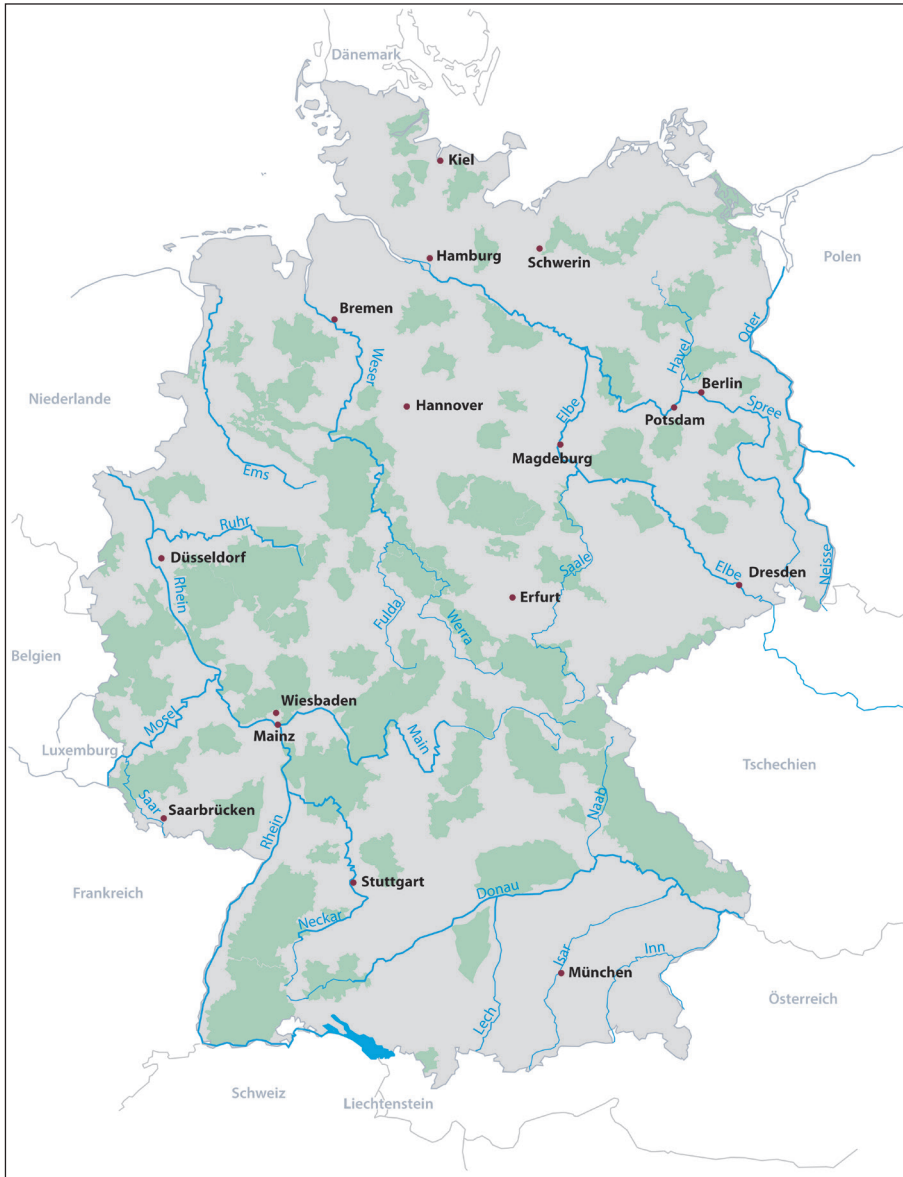 Dänemark
Kiel
Hamburg
Schwerin
Polen
Bremen
Weser
Havel
Oder
Berlin
Niederlande
Hannover
Elbe
Potsdam
Spree
Magdeburg
Ems
Ruhr
Düsseldorf
Rhein
Saale
Elbe
Dresden
Neisse
Erfurt
Fulda
Werra
Belgien
Wiesbaden
Mosel
Mainz
Main
Luxemburg
Tschechien
Saar
Saarbrücken
Rhein
Naab
Frankreich
Stuttgart
Donau
Neckar
Isar
Inn
München
Lech
Österreich
Schweiz
Liechtenstein